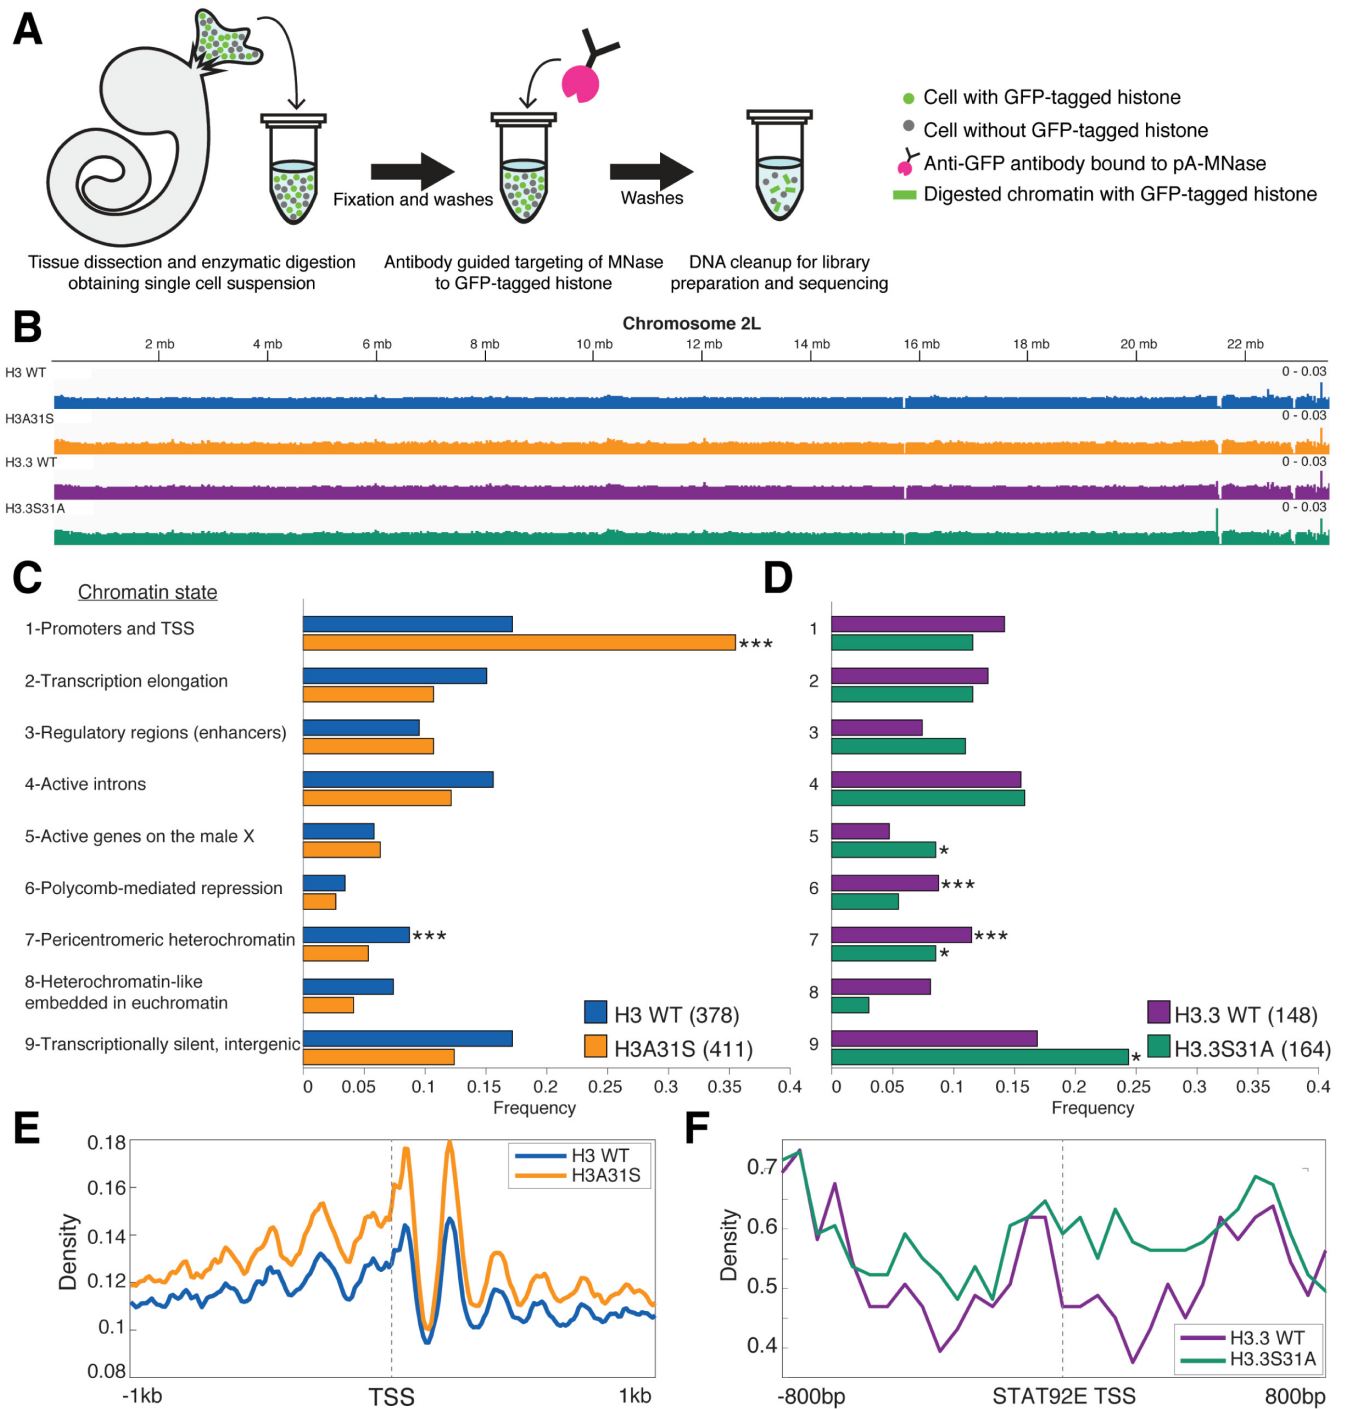 A
Cell with GFP-tagged histone
Cell without GFP-tagged histone
Anti-GFP antibody bound to pA-MNase
Digested chromatin with GFP-tagged histone
Fixation and washes
Washes
Tissue dissection and enzymatic digestion
obtaining single cell suspension
Antibody guided targeting of MNase
to GFP-tagged histone
DNA cleanup for library
preparation and sequencing
B
Chromosome 2L
2 mb 4 mb 6 mb 8 mb 10 mb 12 mb 14 mb 16 mb 18 mb 20 mb 22 mb
H3 WT 0 - 0.03
H3A31S 0 - 0.03
H3.3 WT 0 - 0.03
H3.3S31A 0 - 0.03
C
Chromatin state
1-Promoters and TSS
***
2-Transcription elongation
3-Regulatory regions (enhancers)
4-Active introns
5-Active genes on the male X
6-Polycomb-mediated repression
7-Pericentromeric heterochromatin ***
8-Heterochromatin-like
embedded in euchromatin
9-Transcriptionally silent, intergenic
H3 WT (378)
H3A31S (411)
0 0.05 0.1 0.15 0.2 0.25 0.3 0.35 0.4
Frequency
D
1
2
3
4
5
*
6 ***
7 ***
*
8
9
*
H3.3 WT (148)
H3.3S31A (164)
0 0.05 0.1 0.15 0.2 0.25 0.3 0.35 0.4
Frequency
E
0.18
0.16
0.14
0.12
0.1
0.08
Density
H3 WT
H3A31S
-1kb TSS 1kb
F
0.7
0.6
0.5
0.4
Density
H3.3 WT
H3.3S31A
-800bp STAT92E TSS 800bp